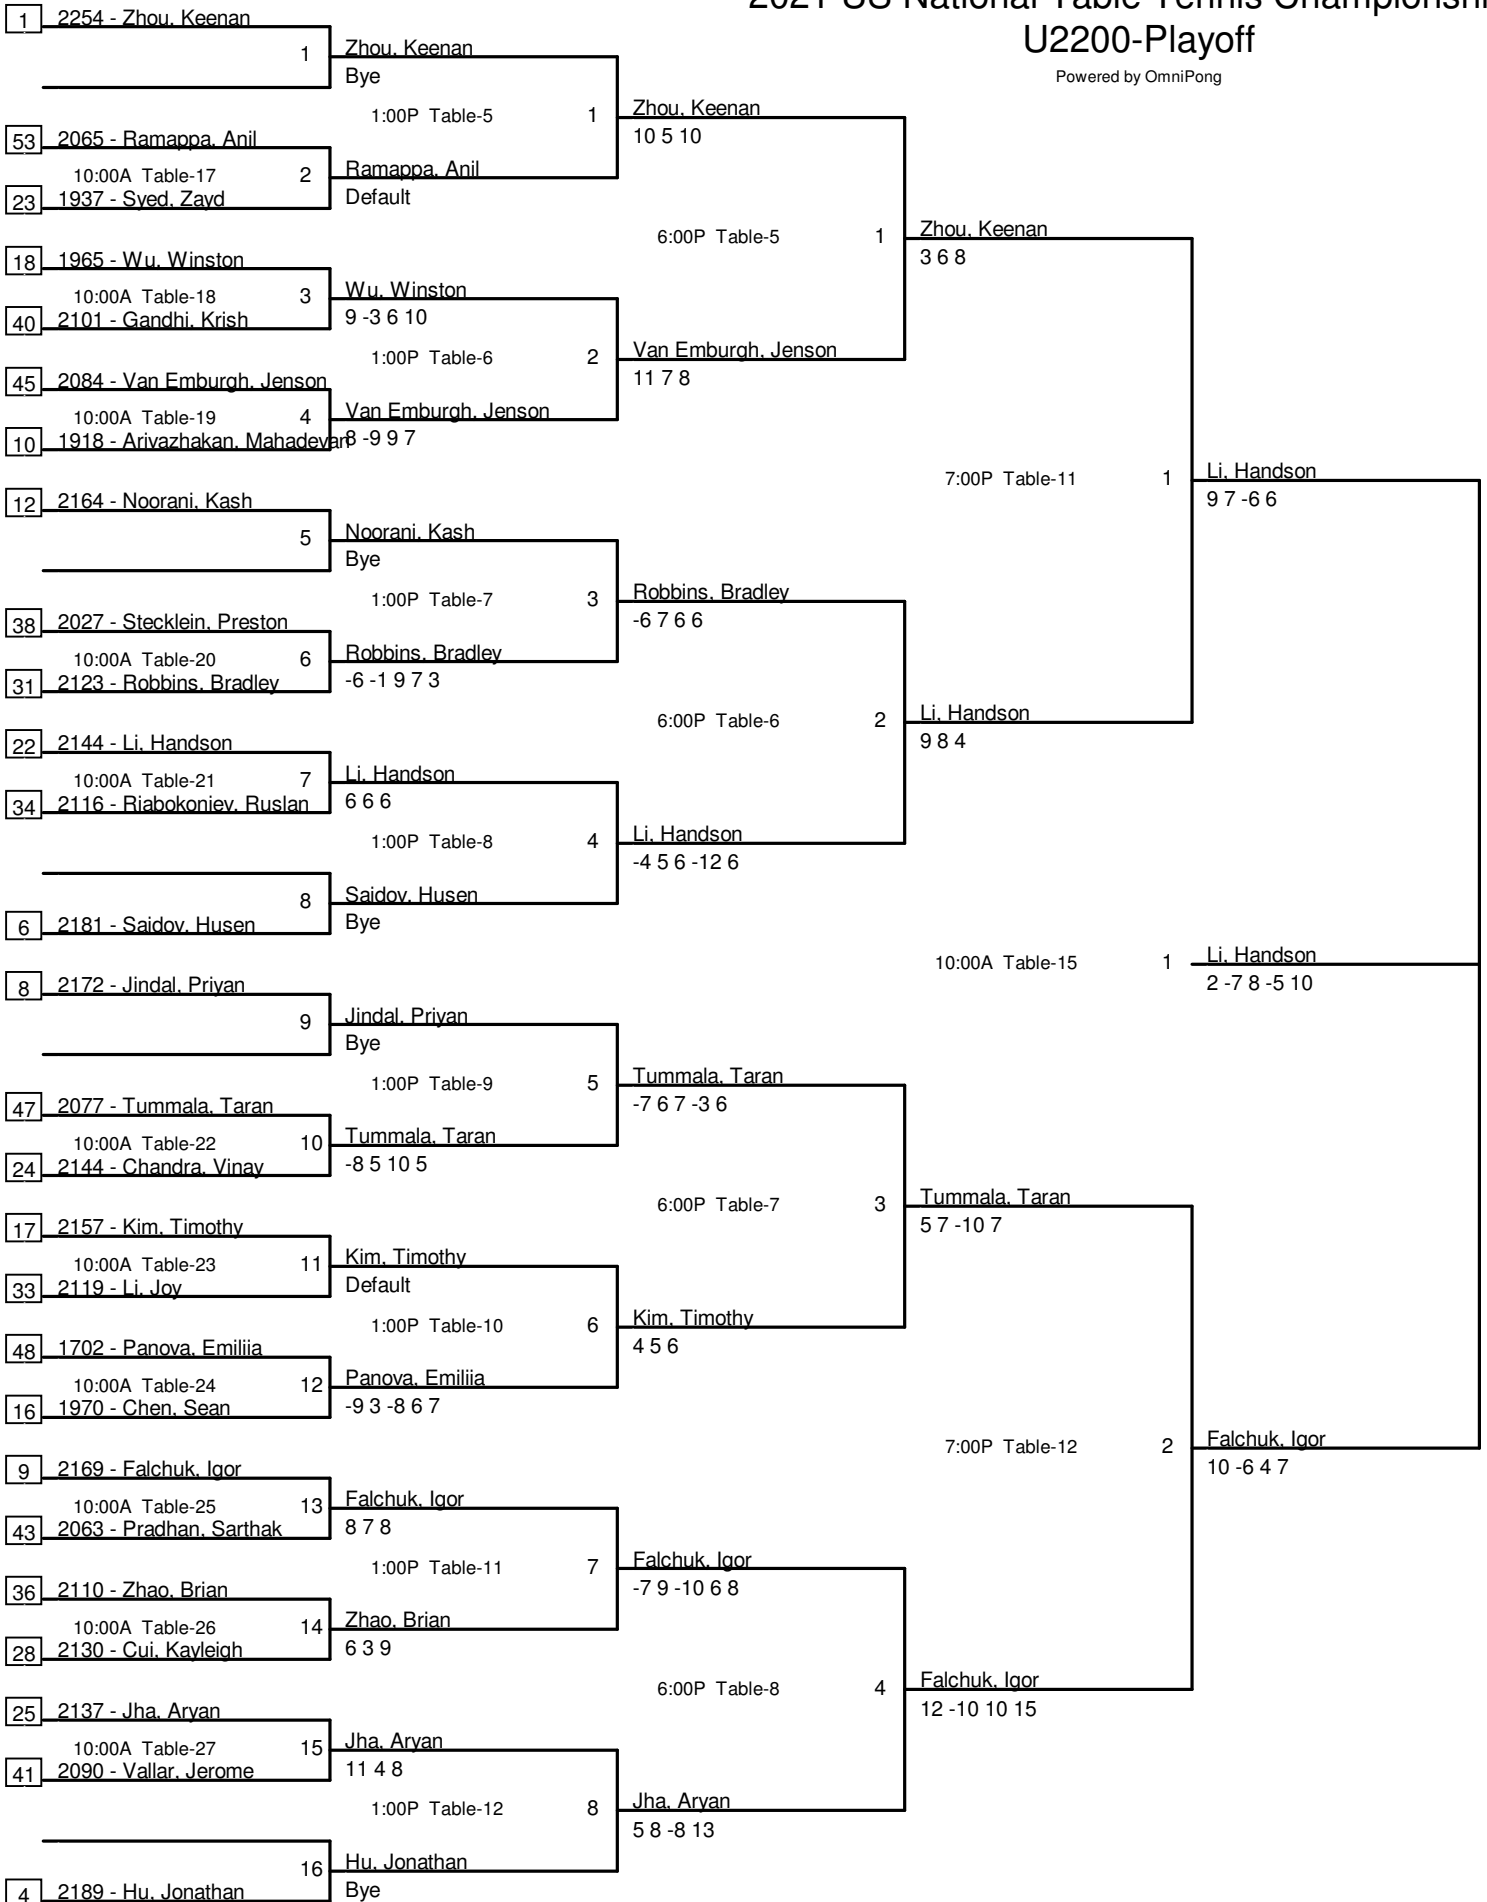 2021 US National Table Tennis Championshi
U2200-Playoff
Powered by OmniPong
1 2254 - Zhou, Keenan
1 Zhou, Keenan
Bye
1:00P Table-5 1 Zhou, Keenan
10 5 10
53 2065 - Ramappa, Anil
10:00A Table-17 2 Ramappa, Anil
23 1937 - Syed, Zayd
Default
6:00P Table-5 1 Zhou, Keenan
3 6 8
18 1965 - Wu, Winston
10:00A Table-18 3 Wu, Winston
40 2101 - Gandhi, Krish
9 -3 6 10
1:00P Table-6 2 Van Emburgh, Jenson
11 7 8
45 2084 - Van Emburgh, Jenson
10:00A Table-19 4 Van Emburgh, Jenson
10 1918 - Arivazhakan, Mahadevan
8 -9 9 7
7:00P Table-11 1 Li, Handson
9 7 -6 6
12 2164 - Noorani, Kash
5 Noorani, Kash
Bye
1:00P Table-7 3 Robbins, Bradley
-6 7 6 6
38 2027 - Stecklein, Preston
10:00A Table-20 6 Robbins, Bradley
31 2123 - Robbins, Bradley
-6 -1 9 7 3
6:00P Table-6 2 Li, Handson
9 8 4
22 2144 - Li, Handson
10:00A Table-21 7 Li, Handson
34 2116 - Riabokoniev, Ruslan
6 6 6
1:00P Table-8 4 Li, Handson
-4 5 6 -12 6
8 Saidov, Husen
6 2181 - Saidov, Husen
Bye
10:00A Table-15 1 Li, Handson
2 -7 8 -5 10
8 2172 - Jindal, Priyan
9 Jindal, Priyan
Bye
1:00P Table-9 5 Tummala, Taran
-7 6 7 -3 6
47 2077 - Tummala, Taran
10:00A Table-22 10 Tummala, Taran
24 2144 - Chandra, Vinay
-8 5 10 5
6:00P Table-7 3 Tummala, Taran
5 7 -10 7
17 2157 - Kim, Timothy
10:00A Table-23 11 Kim, Timothy
33 2119 - Li, Joy
Default
1:00P Table-10 6 Kim, Timothy
4 5 6
48 1702 - Panova, Emiliia
10:00A Table-24 12 Panova, Emiliia
16 1970 - Chen, Sean
-9 3 -8 6 7
7:00P Table-12 2 Falchuk, Igor
10 -6 4 7
9 2169 - Falchuk, Igor
10:00A Table-25 13 Falchuk, Igor
43 2063 - Pradhan, Sarthak
8 7 8
1:00P Table-11 7 Falchuk, Igor
-7 9 -10 6 8
36 2110 - Zhao, Brian
10:00A Table-26 14 Zhao, Brian
28 2130 - Cui, Kayleigh
6 3 9
6:00P Table-8 4 Falchuk, Igor
12 -10 10 15
25 2137 - Jha, Aryan
10:00A Table-27 15 Jha, Aryan
41 2090 - Vallar, Jerome
11 4 8
1:00P Table-12 8 Jha, Aryan
5 8 -8 13
16 Hu, Jonathan
4 2189 - Hu, Jonathan
Bye